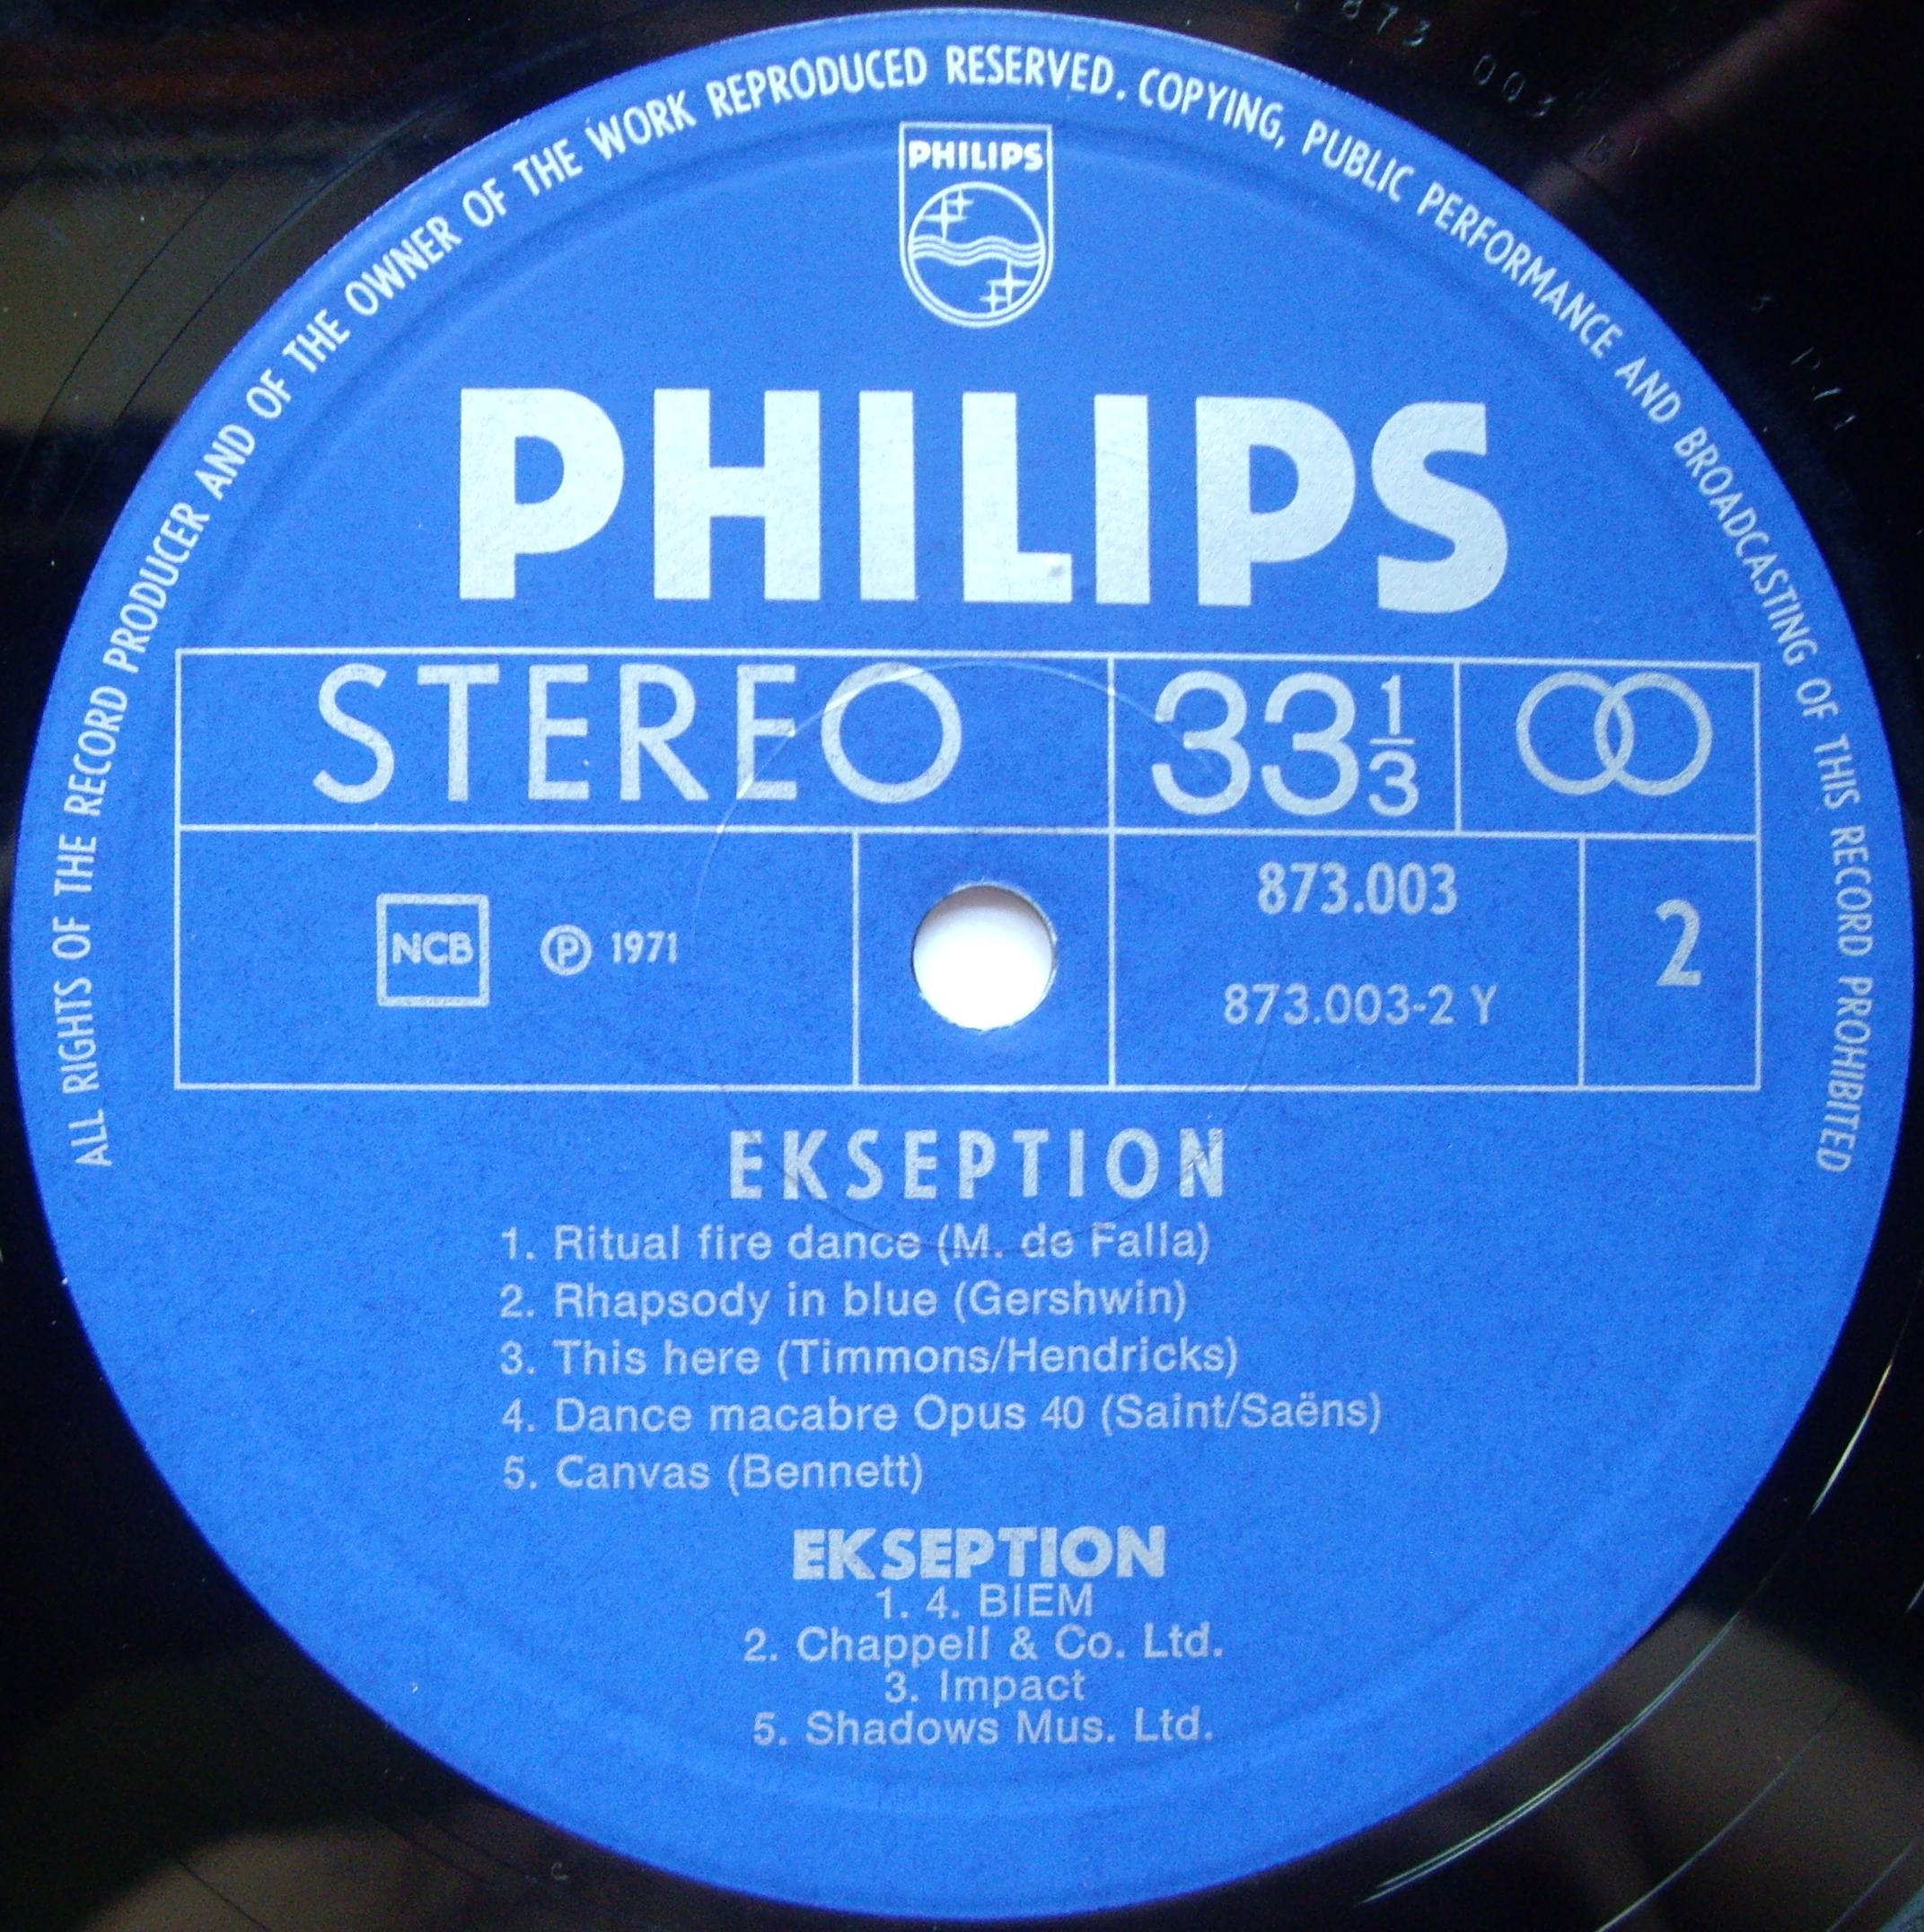 873 003
ALL RIGHTS OF THE RECORD PRODUCER AND OF THE OWNER OF THE WORK REPRODUCED RESERVED. COPYING, PUBLIC PERFORMANCE AND BROADCASTING OF THIS RECORD PROHIBITED
PHILIPS
PHILIPS
STEREO 33 1/3
873.003
NCB ℗ 1971 2
873.003-2 Y
EKSEPTION
1. Ritual fire dance (M. de Falla)
2. Rhapsody in blue (Gershwin)
3. This here (Timmons/Hendricks)
4. Dance macabre Opus 40 (Saint/Saëns)
5. Canvas (Bennett)
EKSEPTION
1. 4. BIEM
2. Chappell & Co. Ltd.
3. Impact
5. Shadows Mus. Ltd.